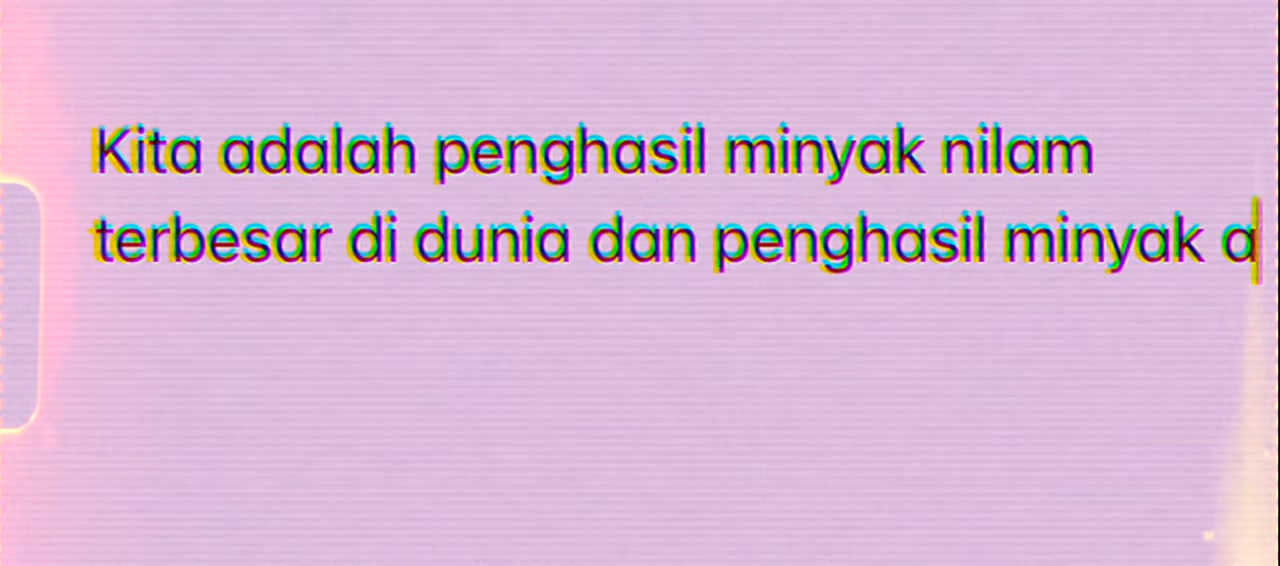 Kita adalah penghasil minyak nilam
terbesar di dunia dan penghasil minyak a